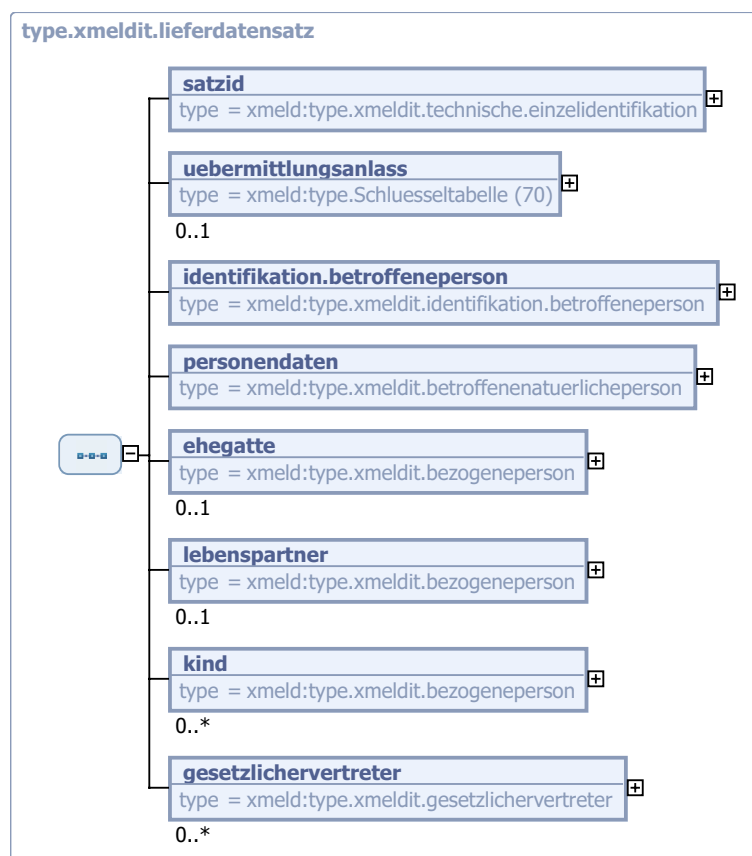 type.xmeldit.lieferdatensatz
satzid
type = xmeld:type.xmeldit.technische.einzelidentifikation
uebermittlungsanlass
type = xmeld:type.Schluesseltabelle (70)
0..1
identifikation.betroffeneperson
type = xmeld:type.xmeldit.identifikation.betroffeneperson
personendaten
type = xmeld:type.xmeldit.betroffenenatuerlicheperson
ehegatte
type = xmeld:type.xmeldit.bezogeneperson
0..1
lebenspartner
type = xmeld:type.xmeldit.bezogeneperson
0..1
kind
type = xmeld:type.xmeldit.bezogeneperson
0..*
gesetzlichervertreter
type = xmeld:type.xmeldit.gesetzlichervertreter
0..*